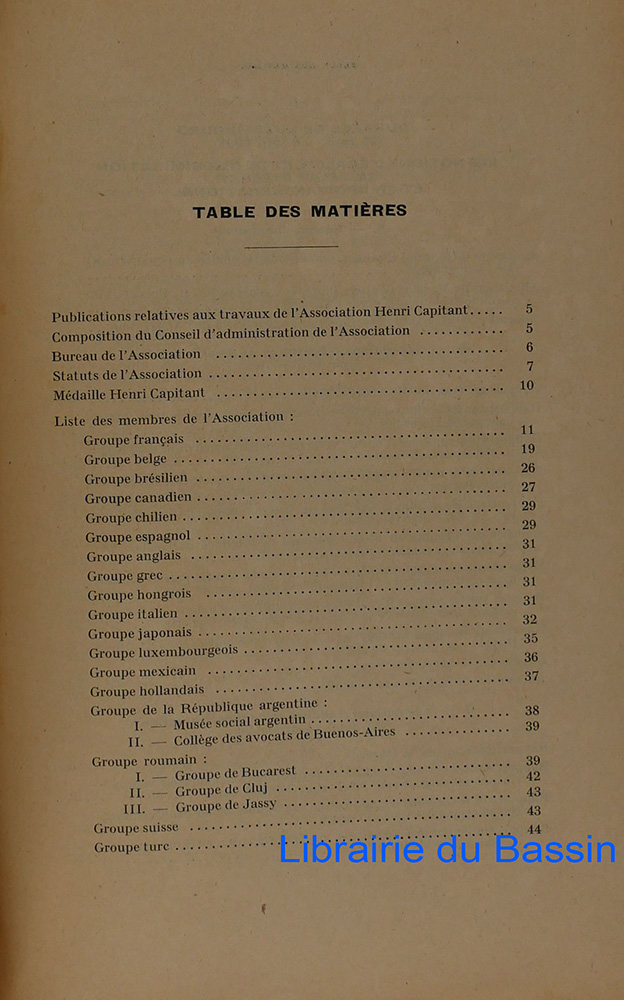 TABLE DES MATIÈRES
Publications relatives aux travaux de l'Association Henri Capitant..... 5
Composition du Conseil d'administration de l'Association ............ 5
Bureau de l'Association ........................................ 6
Statuts de l'Association ......................................... 7
Médaille Henri Capitant ........................................ 10
Liste des membres de l'Association :
Groupe français ........................................... 11
Groupe belge .............................................. 19
Groupe brésilien ........................................... 26
Groupe canadien ........................................... 27
Groupe chilien ............................................. 29
Groupe espagnol ........................................... 29
Groupe anglais ............................................ 31
Groupe grec ............................................... 31
Groupe hongrois .......................................... 31
Groupe italien ............................................. 31
Groupe japonais ........................................... 32
Groupe luxembourgeois ..................................... 35
Groupe mexicain .......................................... 36
Groupe hollandais ......................................... 37
Groupe de la République argentine :
I. — Musée social argentin ............................ 38
II. — Collège des avocats de Buenos-Aires ............... 39
Groupe roumain :
I. — Groupe de Bucarest ............................. 39
II. — Groupe de Cluj ................................. 42
III. — Groupe de Jassy ................................ 43
Groupe suisse ............................................. 43
Groupe turc ............................................... 44
Librairie du Bassin